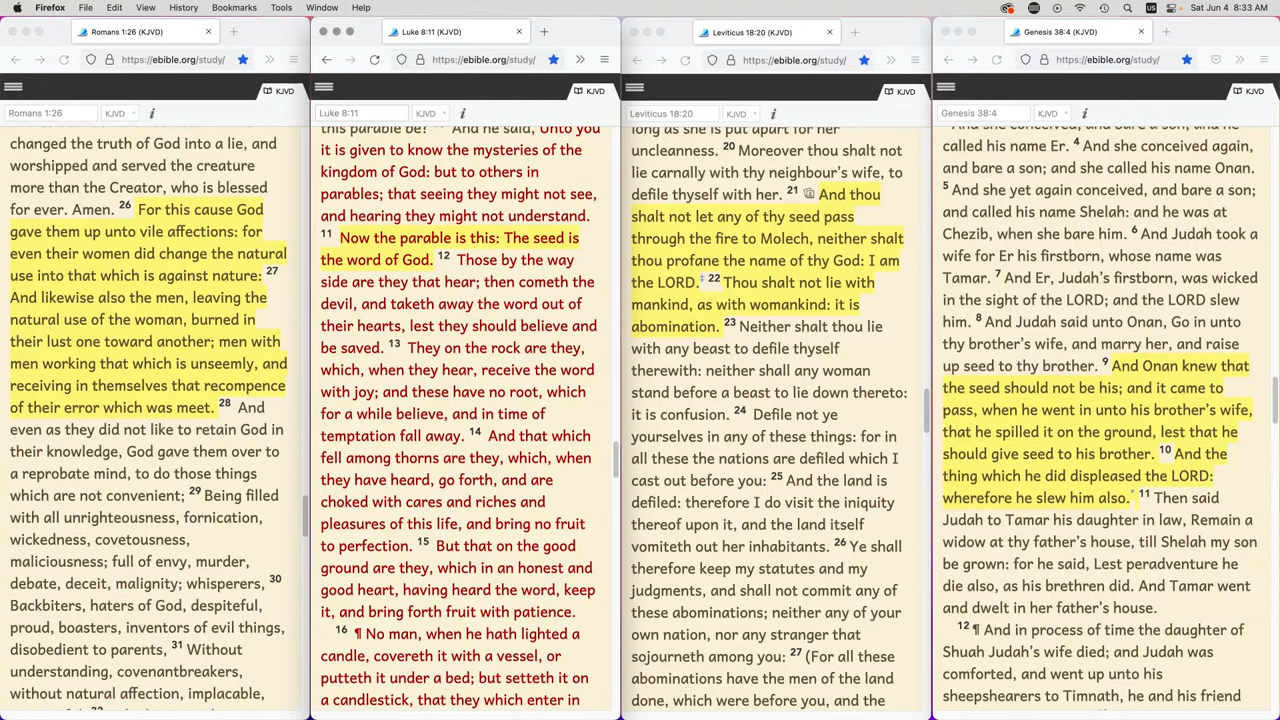 Firefox File Edit View History Bookmarks Tools Window Help Sat Jun 4 8:33 AM
Romans 1:26 (KJVD)
https://ebible.org/study/
KJVD
Romans 1:26 KJVD i
changed the truth of God into a lie, and
worshipped and served the creature
more than the Creator, who is blessed
for ever. Amen. 26 For this cause God
gave them up unto vile affections: for
even their women did change the natural
use into that which is against nature: 27
And likewise also the men, leaving the
natural use of the woman, burned in
their lust one toward another; men with
men working that which is unseemly, and
receiving in themselves that recompence
of their error which was meet. 28 And
even as they did not like to retain God in
their knowledge, God gave them over to
a reprobate mind, to do those things
which are not convenient; 29 Being filled
with all unrighteousness, fornication,
wickedness, covetousness,
maliciousness; full of envy, murder,
debate, deceit, malignity; whisperers, 30
Backbiters, haters of God, despiteful,
proud, boasters, inventors of evil things,
disobedient to parents, 31 Without
understanding, covenantbreakers,
without natural affection, implacable,
Luke 8:11 (KJVD)
https://ebible.org/study/
KJVD
Luke 8:11 KJVD i
this parable be? And he said, Unto you
it is given to know the mysteries of the
kingdom of God: but to others in
parables; that seeing they might not see,
and hearing they might not understand.
11 Now the parable is this: The seed is
the word of God. 12 Those by the way
side are they that hear; then cometh the
devil, and taketh away the word out of
their hearts, lest they should believe and
be saved. 13 They on the rock are they,
which, when they hear, receive the word
with joy; and these have no root, which
for a while believe, and in time of
temptation fall away. 14 And that which
fell among thorns are they, which, when
they have heard, go forth, and are
choked with cares and riches and
pleasures of this life, and bring no fruit
to perfection. 15 But that on the good
ground are they, which in an honest and
good heart, having heard the word, keep
it, and bring forth fruit with patience.
16 ¶ No man, when he hath lighted a
candle, covereth it with a vessel, or
putteth it under a bed; but setteth it on
a candlestick, that they which enter in
Leviticus 18:20 (KJVD)
https://ebible.org/study/
KJVD
Leviticus 18:20 KJVD i
long as she is put apart for her
uncleanness. 20 Moreover thou shalt not
lie carnally with thy neighbour's wife, to
defile thyself with her. 21 And thou
shalt not let any of thy seed pass
through the fire to Molech, neither shalt
thou profane the name of thy God: I am
the LORD.‡ 22 Thou shalt not lie with
mankind, as with womankind: it is
abomination. 23 Neither shalt thou lie
with any beast to defile thyself
therewith: neither shall any woman
stand before a beast to lie down thereto:
it is confusion. 24 Defile not ye
yourselves in any of these things: for in
all these the nations are defiled which I
cast out before you: 25 And the land is
defiled: therefore I do visit the iniquity
thereof upon it, and the land itself
vomiteth out her inhabitants. 26 Ye shall
therefore keep my statutes and my
judgments, and shall not commit any of
these abominations; neither any of your
own nation, nor any stranger that
sojourneth among you: 27 (For all these
abominations have the men of the land
done, which were before you, and the
Genesis 38:4 (KJVD)
https://ebible.org/study/
KJVD
Genesis 38:4 KJVD i
And she conceived, and bare a son; and he
called his name Er. 4 And she conceived again,
and bare a son; and she called his name Onan.
5 And she yet again conceived, and bare a son;
and called his name Shelah: and he was at
Chezib, when she bare him. 6 And Judah took a
wife for Er his firstborn, whose name was
Tamar. 7 And Er, Judah's firstborn, was wicked
in the sight of the LORD; and the LORD slew
him. 8 And Judah said unto Onan, Go in unto
thy brother's wife, and marry her, and raise
up seed to thy brother. 9 And Onan knew that
the seed should not be his; and it came to
pass, when he went in unto his brother's wife,
that he spilled it on the ground, lest that he
should give seed to his brother. 10 And the
thing which he did displeased the LORD:
wherefore he slew him also. 11 Then said
Judah to Tamar his daughter in law, Remain a
widow at thy father's house, till Shelah my son
be grown: for he said, Lest peradventure he
die also, as his brethren did. And Tamar went
and dwelt in her father's house.
12 ¶ And in process of time the daughter of
Shuah Judah's wife died; and Judah was
comforted, and went up unto his
sheepshearers to Timnath, he and his friend